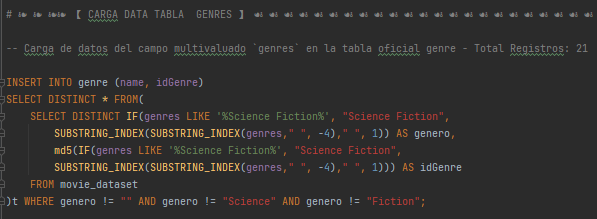 # ❧ ❧ ❧❧ 【 CARGA DATA TABLA  GENRES 】 ☙ ☙ ☙ ☙ ☙ ☙ ☙ ☙ ☙ ☙ ☙ ☙ ☙ ☙ ☙ ☙ ☙ ☙ ☙ ☙ ☙ ☙ ☙
-- Carga de datos del campo multivaluado `genres` en la tabla oficial genre - Total Registros: 21
INSERT INTO genre (name, idGenre)
SELECT DISTINCT * FROM(
    SELECT DISTINCT IF(genres LIKE '%Science Fiction%', "Science Fiction",
        SUBSTRING_INDEX(SUBSTRING_INDEX(genres," ", -4)," ", 1)) AS genero,
        md5(IF(genres LIKE '%Science Fiction%', "Science Fiction",
        SUBSTRING_INDEX(SUBSTRING_INDEX(genres," ", -4)," ", 1))) AS idGenre
    FROM movie_dataset
)t WHERE genero != "" AND genero != "Science" AND genero != "Fiction";